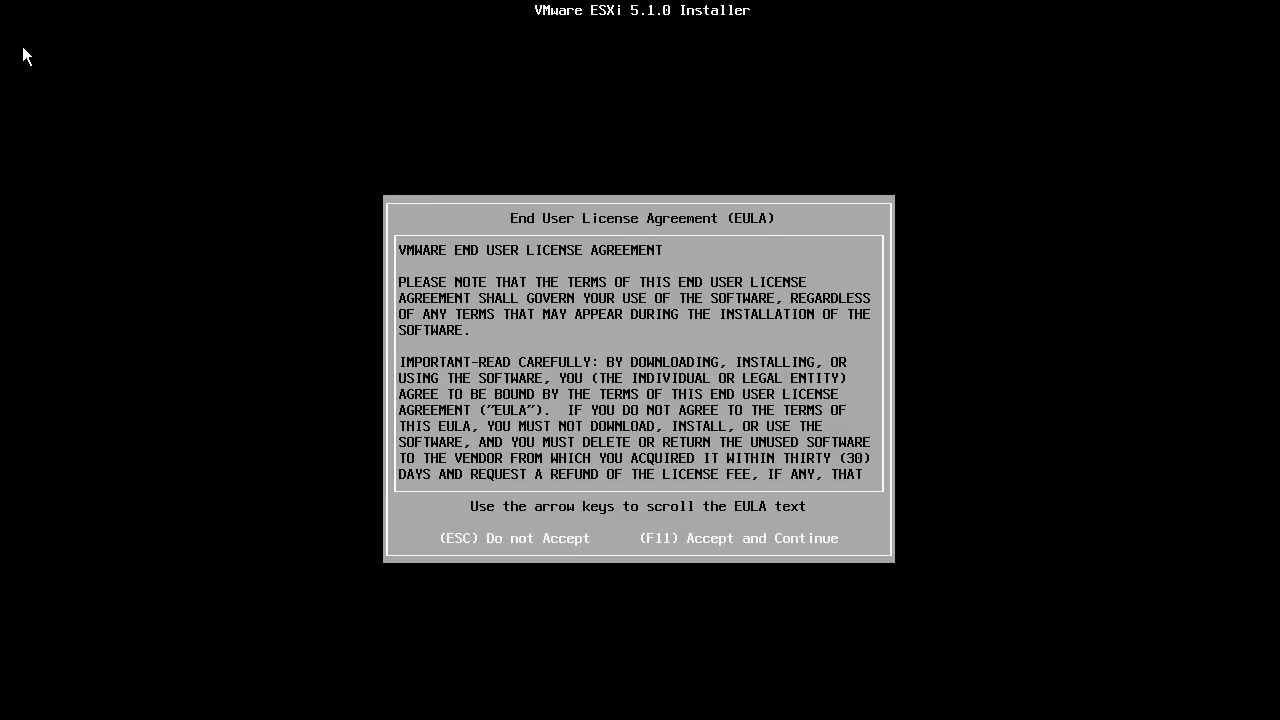 VMware ESXi 5.1.0 Installer
End User License Agreement (EULA)
VMWARE END USER LICENSE AGREEMENT
PLEASE NOTE THAT THE TERMS OF THIS END USER LICENSE
AGREEMENT SHALL GOVERN YOUR USE OF THE SOFTWARE, REGARDLESS
OF ANY TERMS THAT MAY APPEAR DURING THE INSTALLATION OF THE
SOFTWARE.
IMPORTANT-READ CAREFULLY: BY DOWNLOADING, INSTALLING, OR
USING THE SOFTWARE, YOU (THE INDIVIDUAL OR LEGAL ENTITY)
AGREE TO BE BOUND BY THE TERMS OF THIS END USER LICENSE
AGREEMENT ("EULA").  IF YOU DO NOT AGREE TO THE TERMS OF
THIS EULA, YOU MUST NOT DOWNLOAD, INSTALL, OR USE THE
SOFTWARE, AND YOU MUST DELETE OR RETURN THE UNUSED SOFTWARE
TO THE VENDOR FROM WHICH YOU ACQUIRED IT WITHIN THIRTY (30)
DAYS AND REQUEST A REFUND OF THE LICENSE FEE, IF ANY, THAT
Use the arrow keys to scroll the EULA text
(ESC) Do not Accept      (F11) Accept and Continue